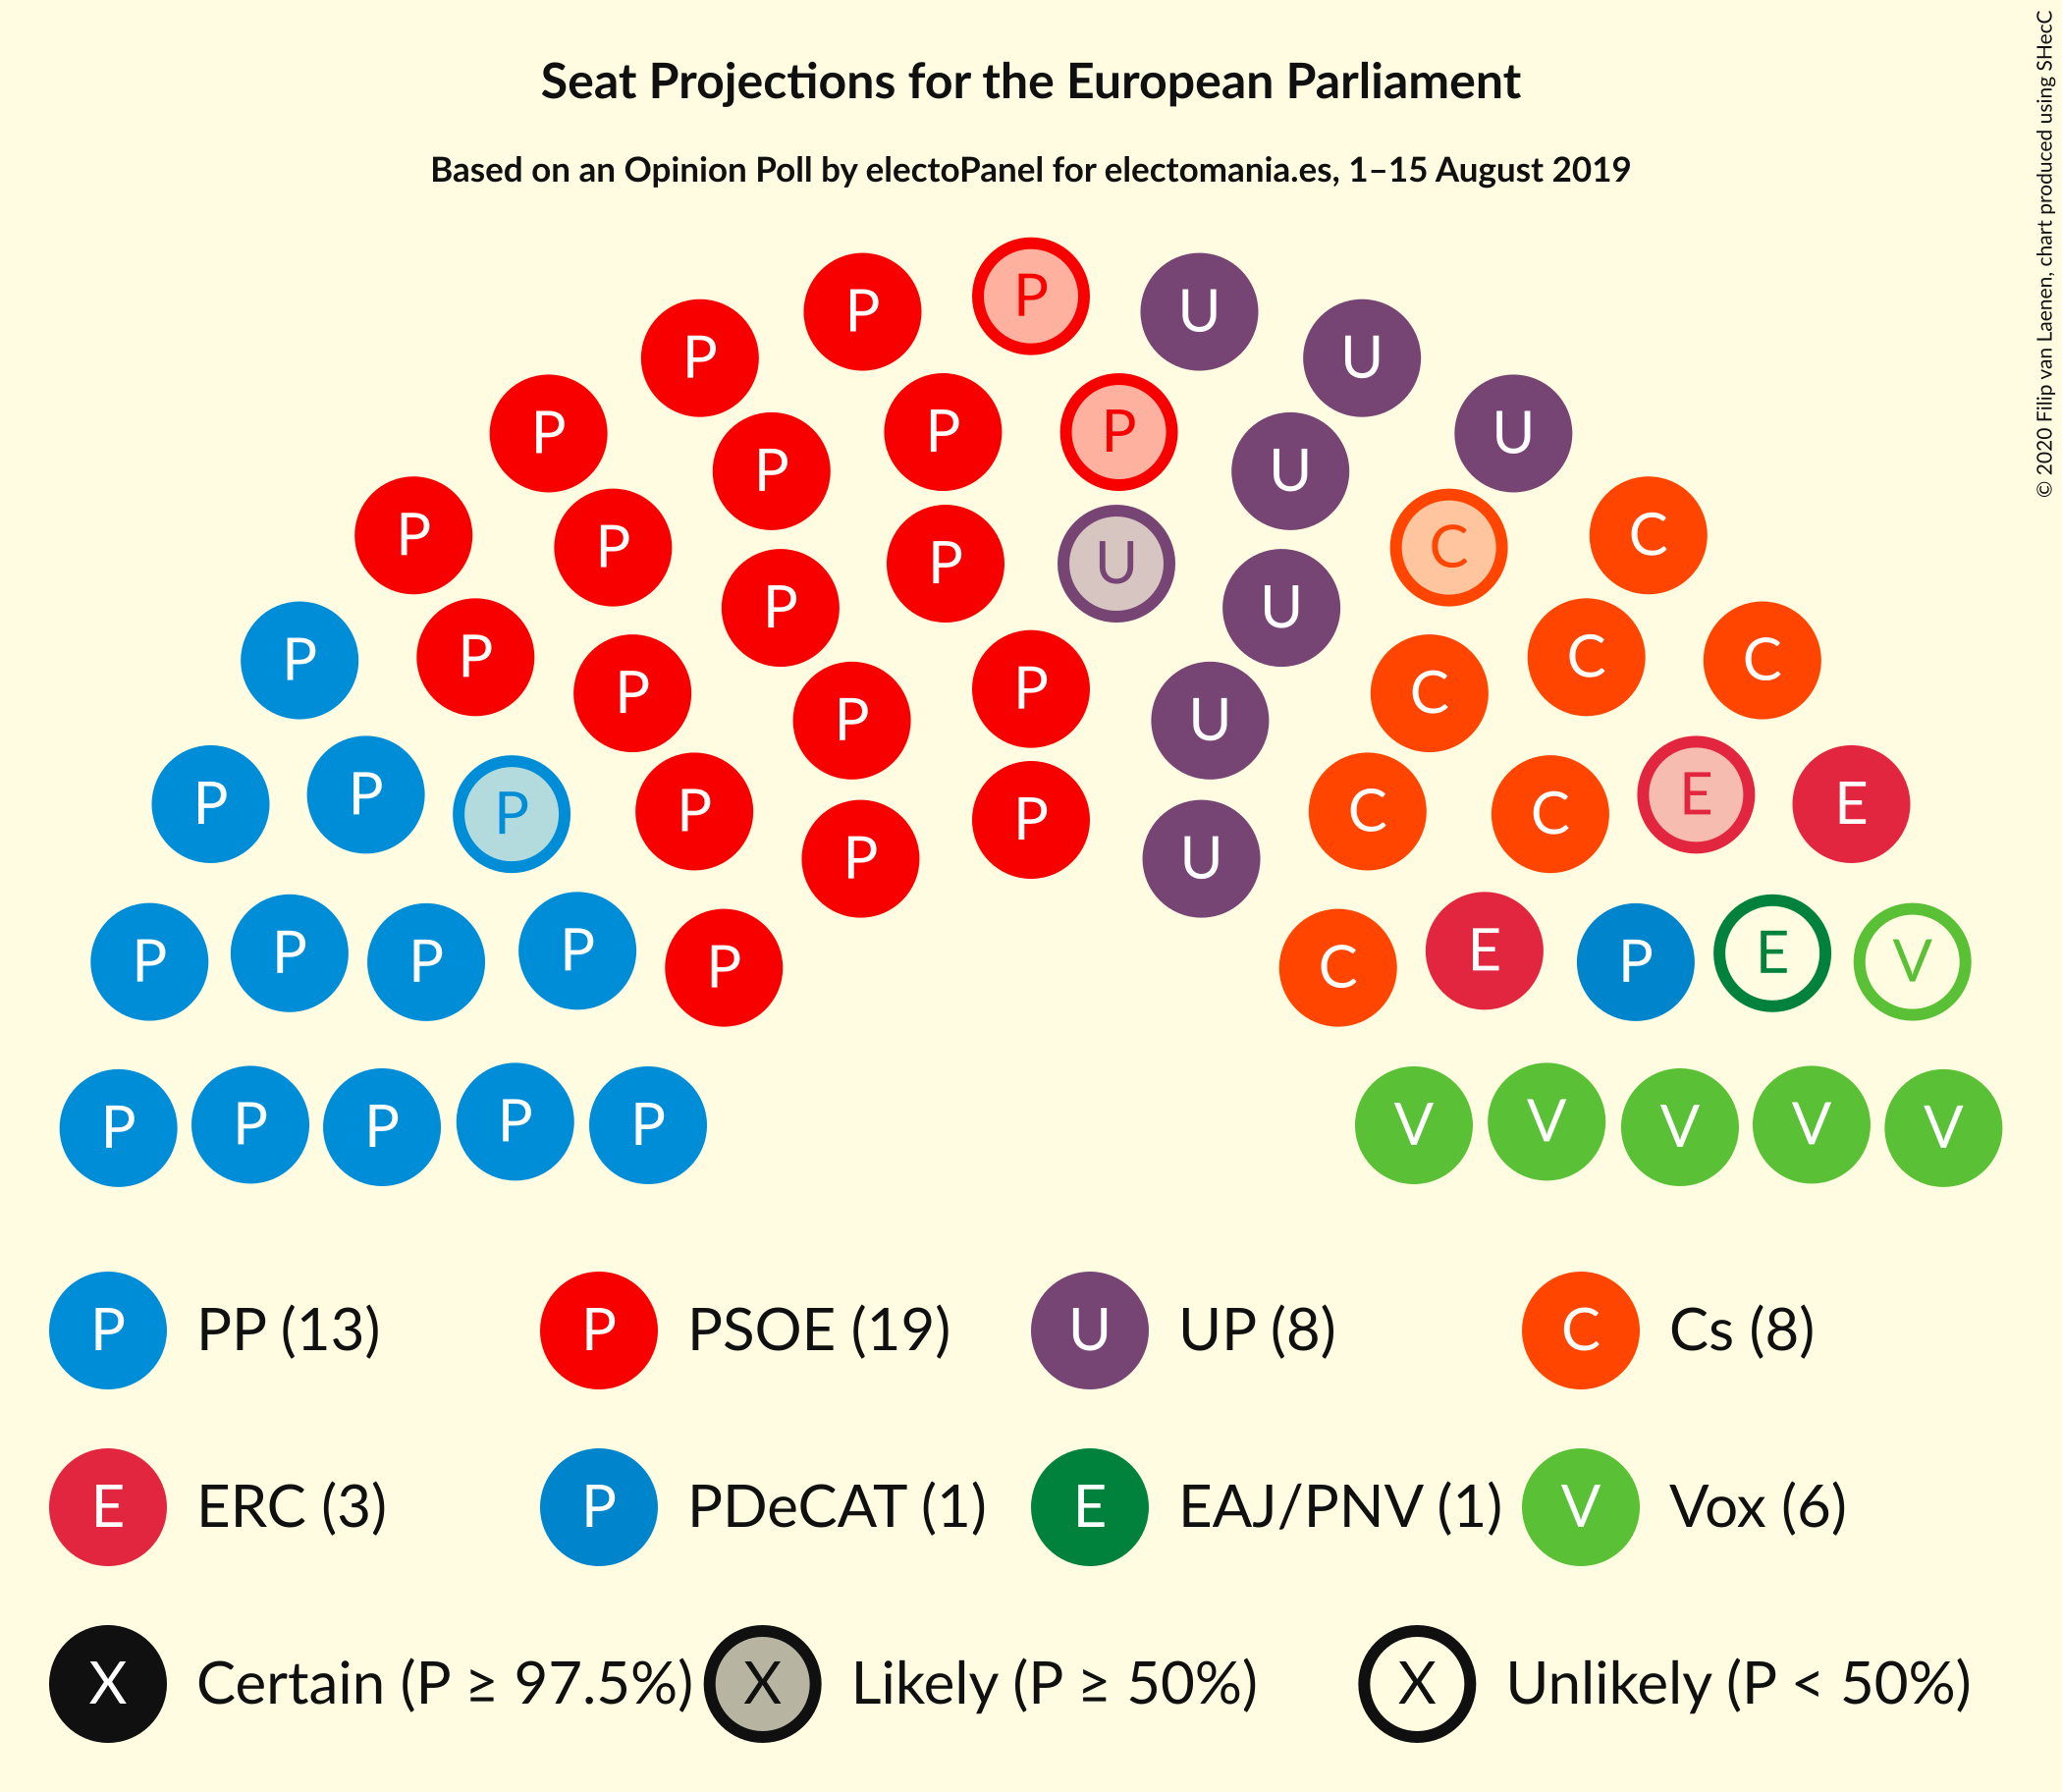 Seat Projections for the European Parliament
Based on an Opinion Poll by electoPanel for electomania.es, 1–15 August 2019
© 2020 Filip van Laenen, chart produced using SHecC
P
P P U
P U
P P P U
P P U
P P C C
P P U
P U
P P C C
P P C
P P U
P P C
P P P P C C E E
P U
P P P P P C E P E V
P P P P P V V V V V
P PP (13) P PSOE (19) U UP (8) C Cs (8)
E ERC (3) P PDeCAT (1) E EAJ/PNV (1) V Vox (6)
X Certain (P ≥ 97.5%) X Likely (P ≥ 50%) X Unlikely (P < 50%)